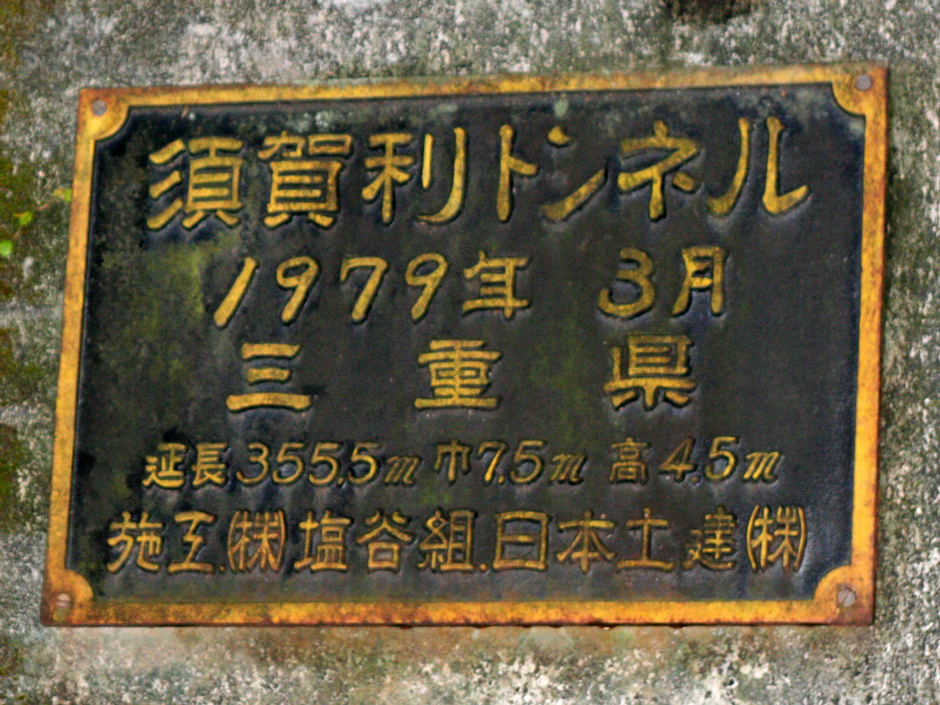 須賀利トンネル
1979年 3月
三重県
延長355.5m 巾7.5m 高4.5m
施工.㈱塩谷組.日本土建㈱